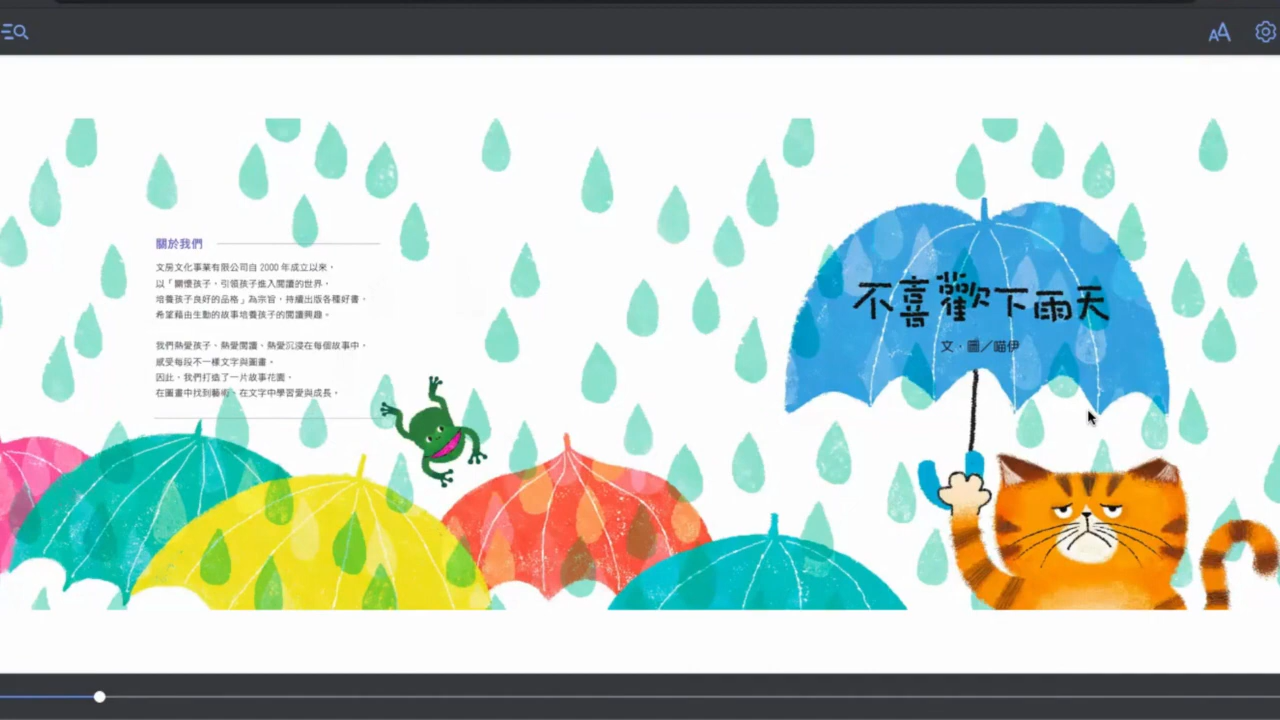 關於我們
文房文化事業有限公司自 2000 年成立以來，
以「關懷孩子，引領孩子進入閱讀的世界，
培養孩子良好的品格」為宗旨，持續出版各種好書，
希望藉由生動的故事培養孩子的閱讀興趣。
我們熱愛孩子、熱愛閱讀、熱愛沉浸在每個故事中，
感受每段不一樣文字與圖畫。
因此，我們打造了一片故事花園，
在圖畫中找到藝術，在文字中學習愛與成長。
不喜歡下雨天
文・圖／喵伊
AA